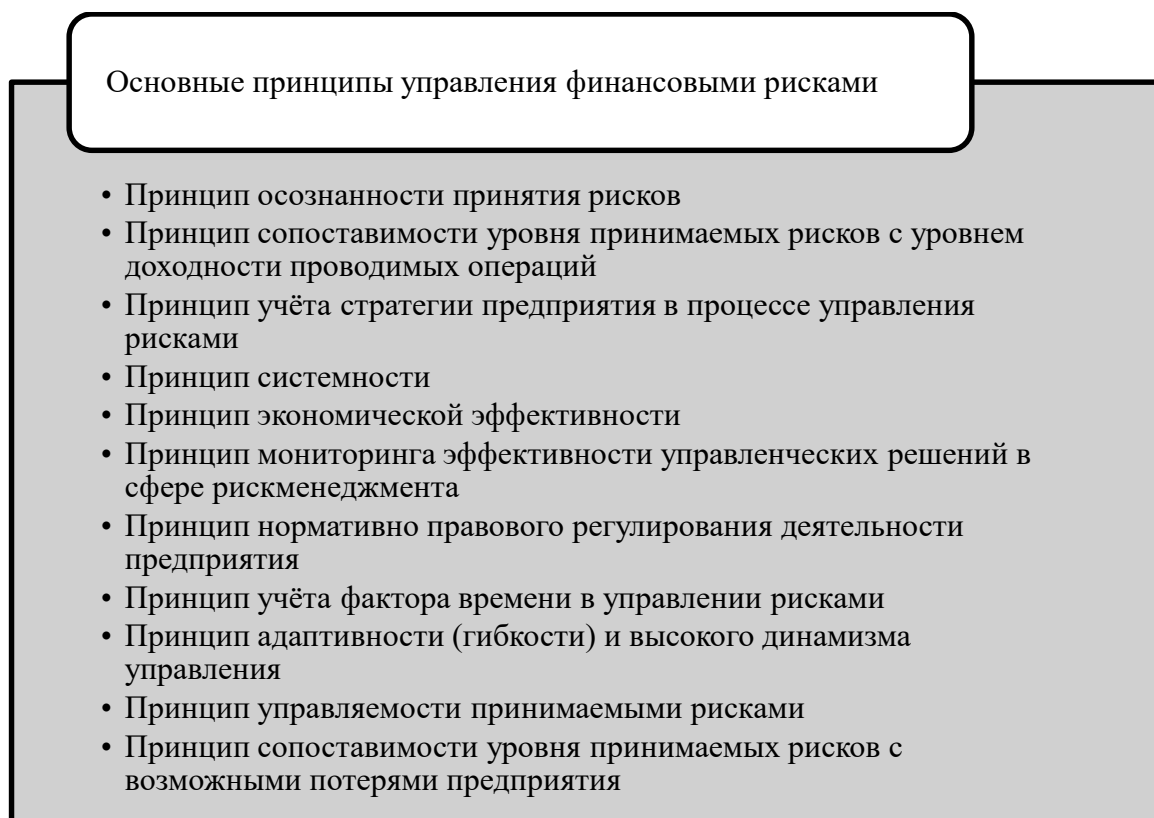 Основные принципы управления финансовыми рисками
• Принцип осознанности принятия рисков
• Принцип сопоставимости уровня принимаемых рисков с уровнем
доходности проводимых операций
• Принцип учёта стратегии предприятия в процессе управления
рисками
• Принцип системности
• Принцип экономической эффективности
• Принцип мониторинга эффективности управленческих решений в
сфере рискменеджмента
• Принцип нормативно правового регулирования деятельности
предприятия
• Принцип учёта фактора времени в управлении рисками
• Принцип адаптивности (гибкости) и высокого динамизма
управления
• Принцип управляемости принимаемыми рисками
• Принцип сопоставимости уровня принимаемых рисков с
возможными потерями предприятия